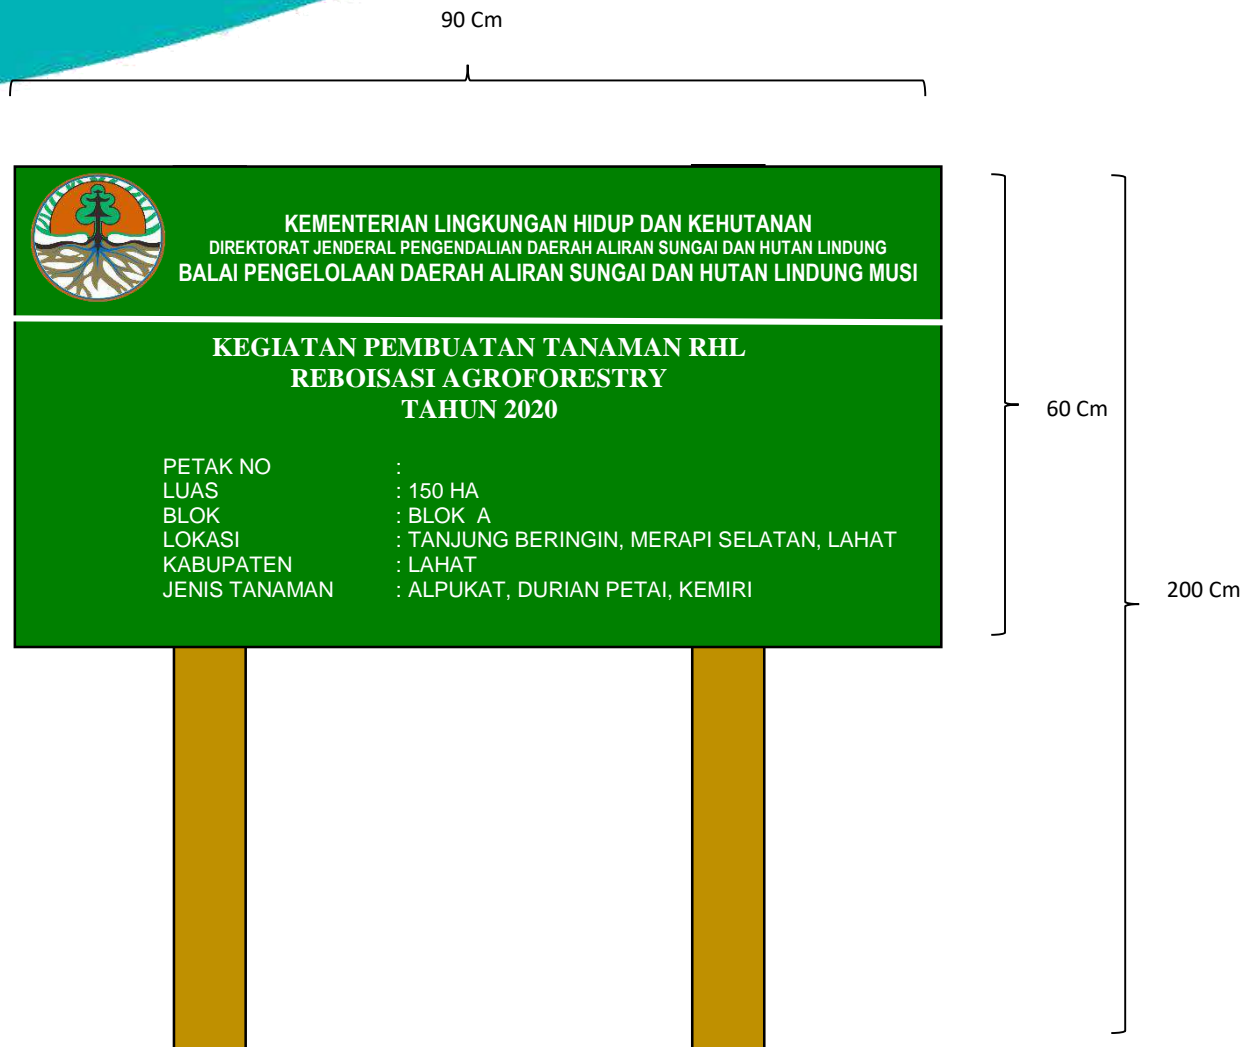 90 Cm
KEMENTERIAN LINGKUNGAN HIDUP DAN KEHUTANAN
DIREKTORAT JENDERAL PENGENDALIAN DAERAH ALIRAN SUNGAI DAN HUTAN LINDUNG
BALAI PENGELOLAAN DAERAH ALIRAN SUNGAI DAN HUTAN LINDUNG MUSI
KEGIATAN PEMBUATAN TANAMAN RHL
REBOISASI AGROFORESTRY
TAHUN 2020
PETAK NO :
LUAS : 150 HA
BLOK : BLOK A
LOKASI : TANJUNG BERINGIN, MERAPI SELATAN, LAHAT
KABUPATEN : LAHAT
JENIS TANAMAN : ALPUKAT, DURIAN PETAI, KEMIRI
60 Cm
200 Cm